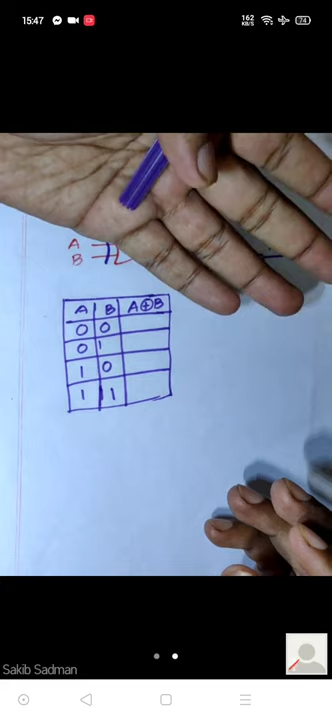 15:47
162
KB/S
74
A
B
A B A⊕B
0 0
0 1
1 0
1 1
Sakib Sadman